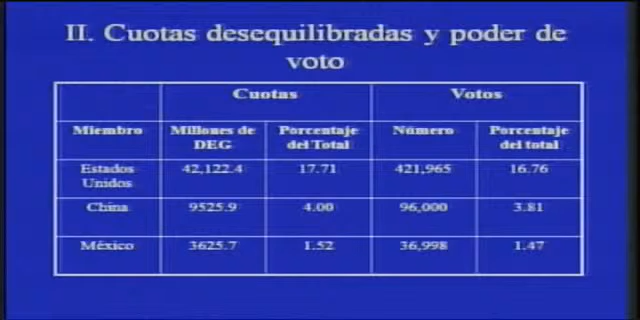 II. Cuotas desequilibradas y poder de
voto
Cuotas Votos
Miembro Millones de DEG Porcentaje del Total Número Porcentaje del total
Estados Unidos 42,122.4 17.71 421,965 16.76
China 9525.9 4.00 96,000 3.81
México 3625.7 1.52 36,998 1.47